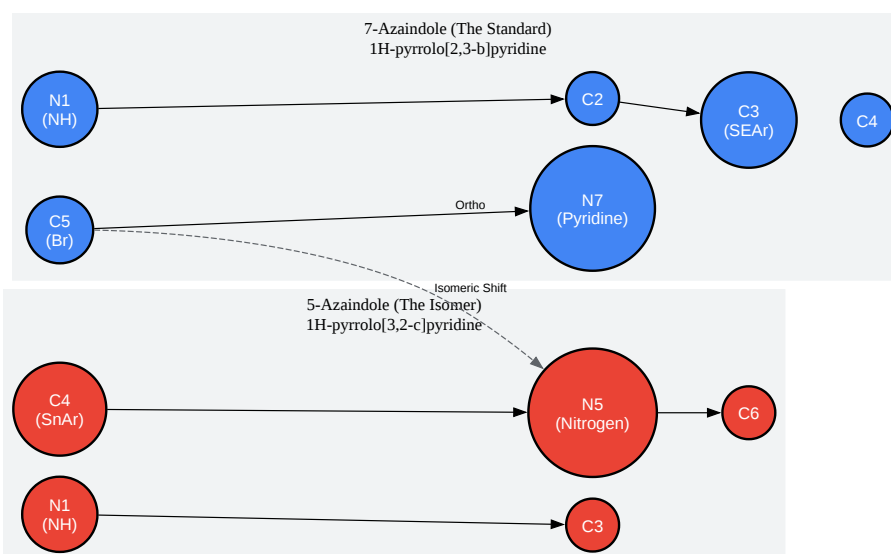 7-Azaindole (The Standard)
1H-pyrrolo[2,3-b]pyridine
N1
(NH)
C2
C3
(SEAr)
C4
C5
(Br)
Ortho
N7
(Pyridine)
Isomeric Shift
5-Azaindole (The Isomer)
1H-pyrrolo[3,2-c]pyridine
C4
(SnAr)
N5
(Nitrogen)
C6
N1
(NH)
C3